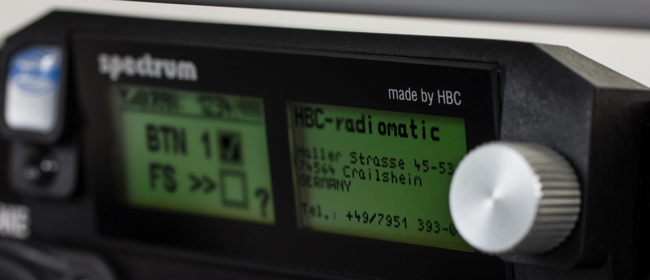 spectrum
made by HBC
BTN 1
FS >>
?
HBC-radiomatic
Haller Strasse 45-53
74564 Crailsheim
GERMANY
Tel.: +49/7951 393-0